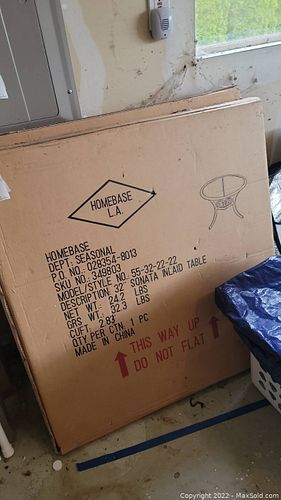 HOMEBASE
L.A.
HOMEBASE
DEPT: SEASONAL
P.O. NO.: 028354-8013
SKU NO.: 349803
MODEL/STYLE NO.: 55-32-22-22
DESCRIPTION: 32" SONATA INLAID TABLE
NET WT: 24.2 LBS
GRS WT: 32.3 LBS
CUFT: 2.83
QTY PER CTN: 1 PC
MADE IN CHINA
THIS WAY UP
DO NOT FLAT
Copyright 2022 - MaxSold.com